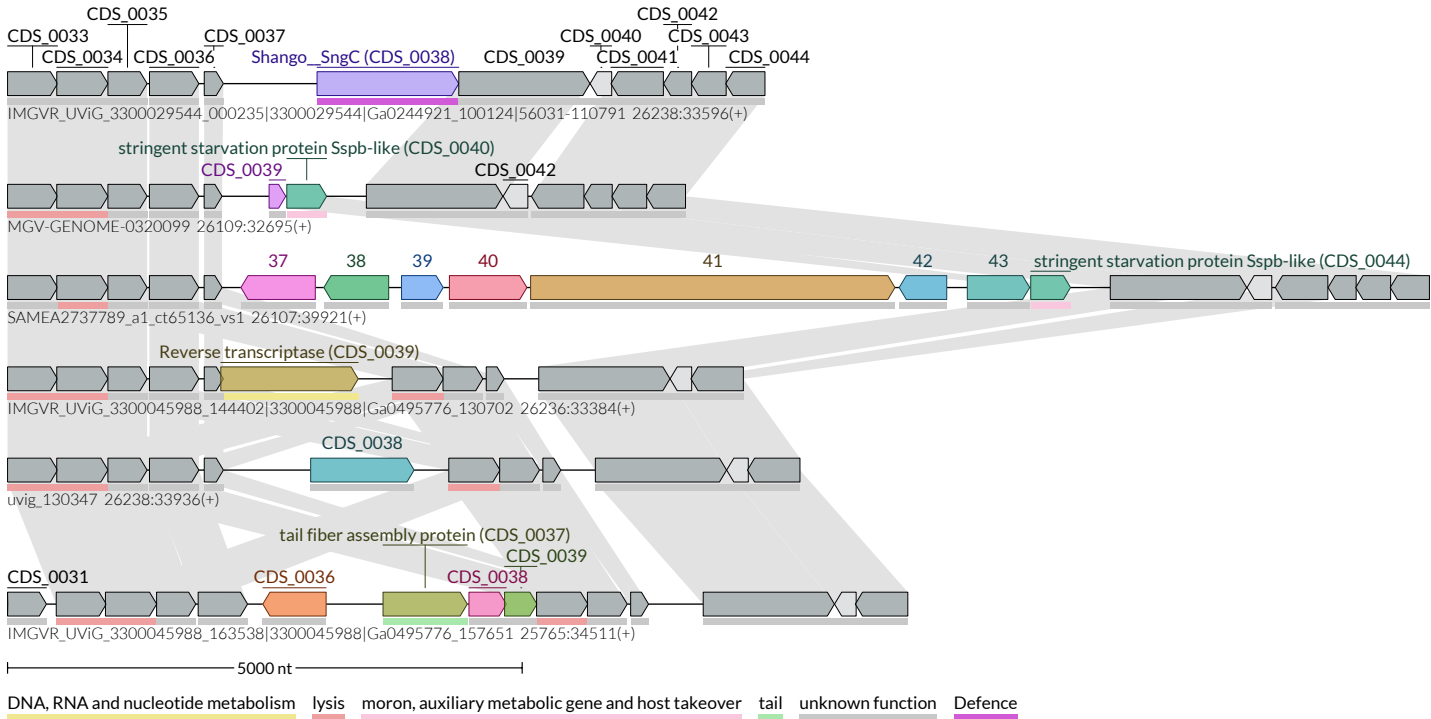 CDS_0042
CDS_0035
CDS_0033 CDS_0037 CDS_0040 CDS_0043
CDS_0034 CDS_0036 Shango__SngC (CDS_0038) CDS_0039 CDS_0041 CDS_0044
IMGVR_UViG_3300029544_000235|3300029544|Ga0244921_100124|56031-110791 26238:33596(+)
stringent starvation protein Sspb-like (CDS_0040)
CDS_0039 CDS_0042
MGV-GENOME-0320099 26109:32695(+)
37 38 39 40 41 42 43 stringent starvation protein Sspb-like (CDS_0044)
SAMEA2737789_a1_ct65136_vs1 26107:39921(+)
Reverse transcriptase (CDS_0039)
IMGVR_UViG_3300045988_144402|3300045988|Ga0495776_130702 26236:33384(+)
CDS_0038
uvig_130347 26238:33936(+)
tail fiber assembly protein (CDS_0037)
CDS_0039
CDS_0031 CDS_0036 CDS_0038
IMGVR_UViG_3300045988_163538|3300045988|Ga0495776_157651 25765:34511(+)
5000 nt
DNA, RNA and nucleotide metabolism lysis moron, auxiliary metabolic gene and host takeover tail unknown function Defence